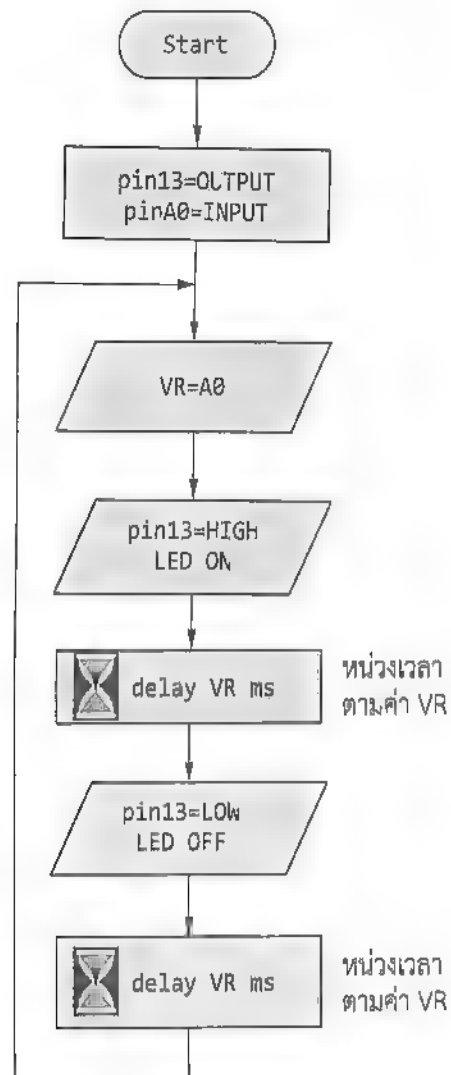 Start
pin13=OUTPUT
pinA0=INPUT
VR=A0
pin13=HIGH
LED ON
delay VR ms
หน่วงเวลา
ตามค่า VR
pin13=LOW
LED OFF
delay VR ms
หน่วงเวลา
ตามค่า VR